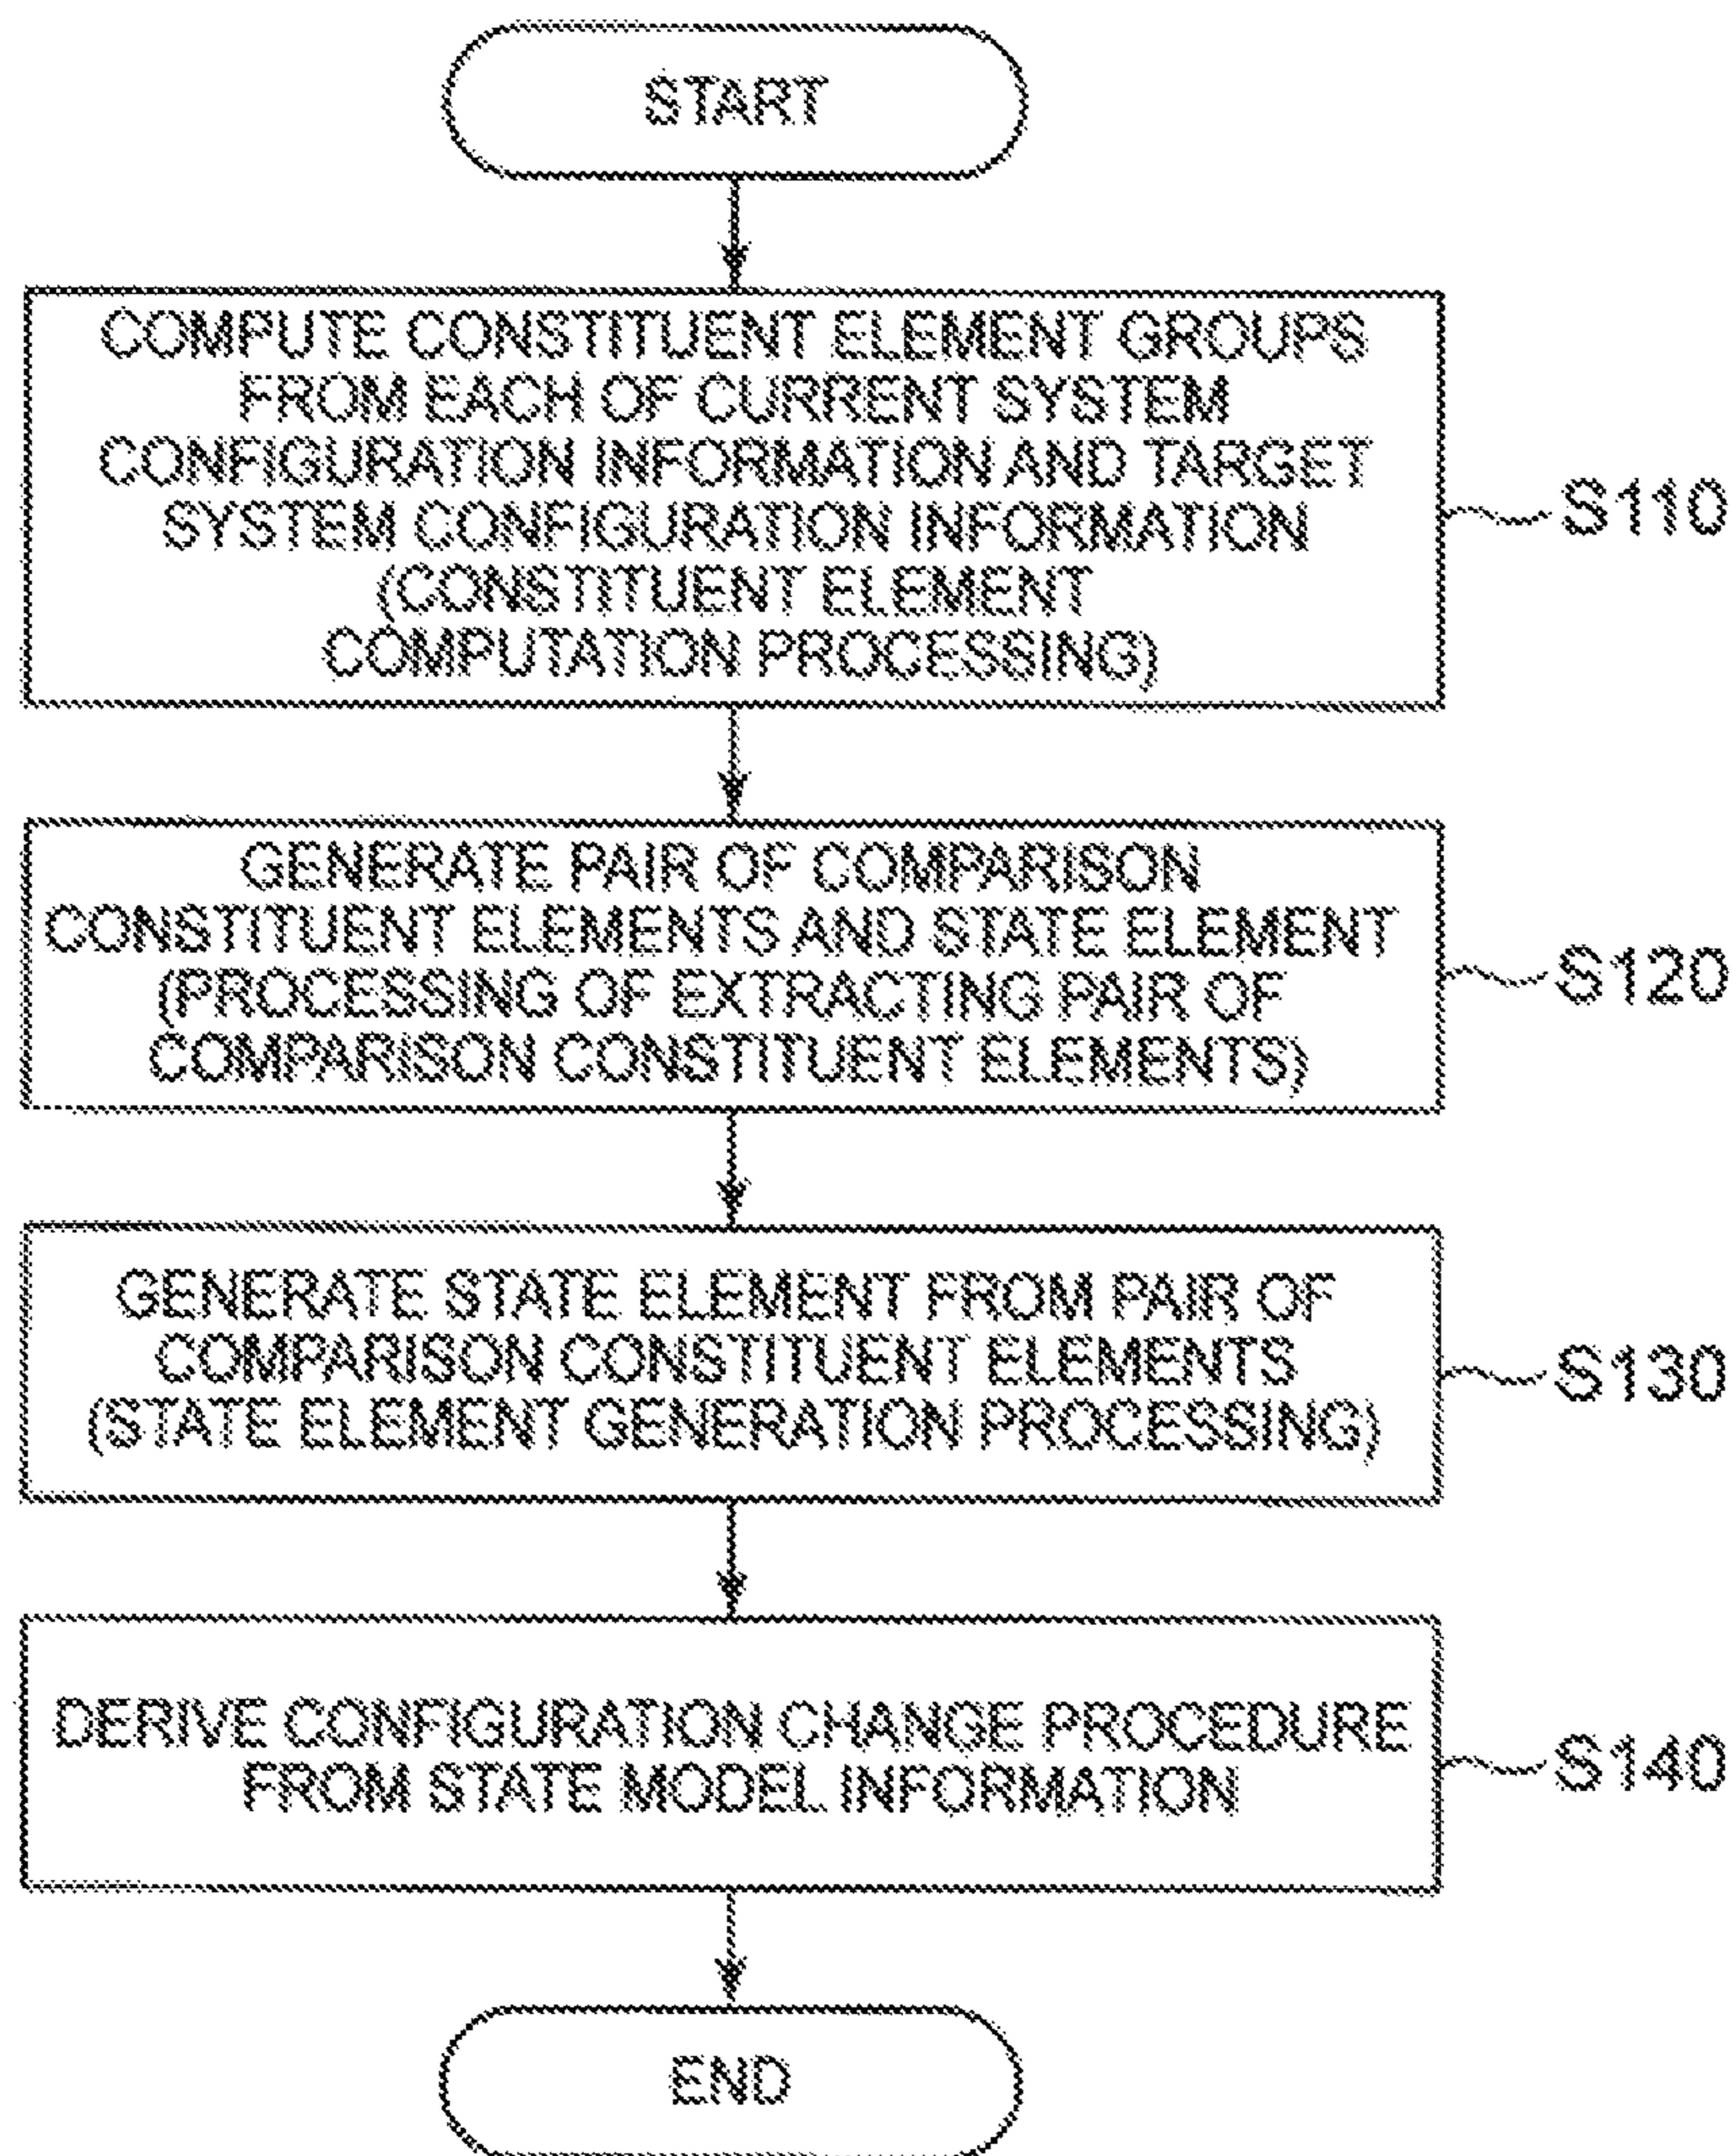 START
COMPUTE CONSTITUENT ELEMENT GROUPS
FROM EACH OF CURRENT SYSTEM
CONFIGURATION INFORMATION AND TARGET
SYSTEM CONFIGURATION INFORMATION
(CONSTITUENT ELEMENT
COMPUTATION PROCESSING)
S110
GENERATE PAIR OF COMPARISON
CONSTITUENT ELEMENTS AND STATE ELEMENT
(PROCESSING OF EXTRACTING PAIR OF
COMPARISON CONSTITUENT ELEMENTS)
S120
GENERATE STATE ELEMENT FROM PAIR OF
COMPARISON CONSTITUENT ELEMENTS
(STATE ELEMENT GENERATION PROCESSING)
S130
DERIVE CONFIGURATION CHANGE PROCEDURE
FROM STATE MODEL INFORMATION
S140
END